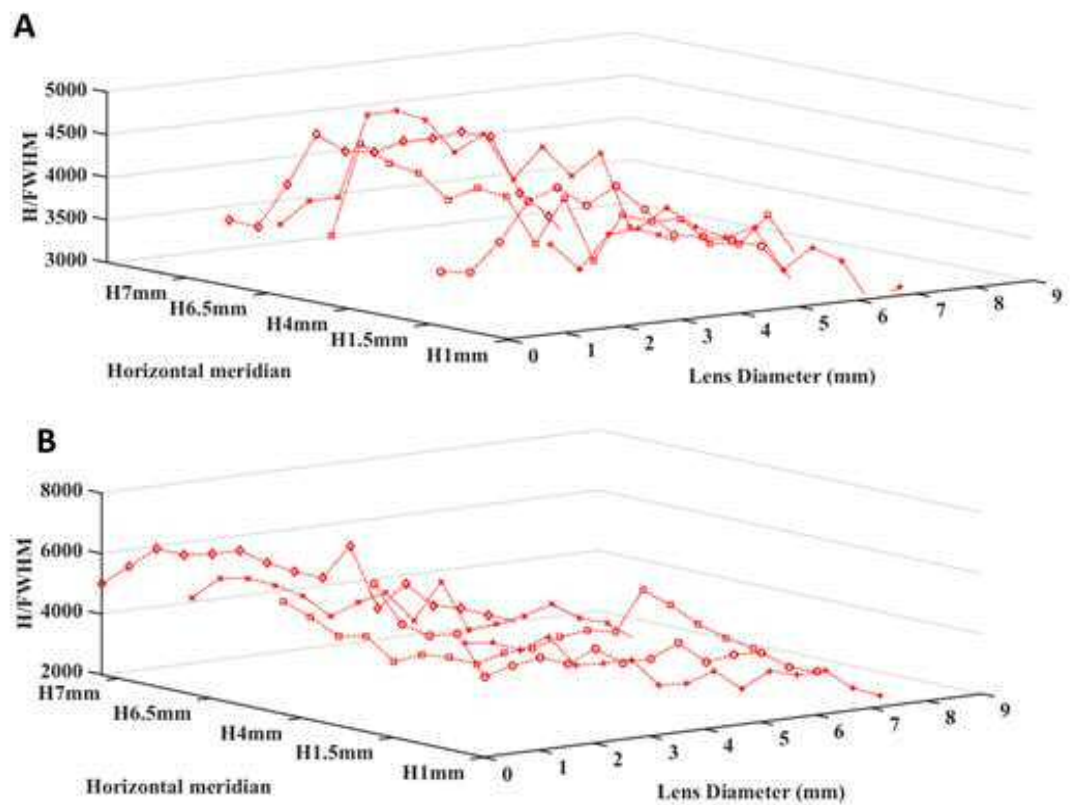 A
5000
4500
4000
3500
3000
H/FWHM
H7mm
H6.5mm
H4mm
H1.5mm
H1mm
Horizontal meridian
0
1
2
3
4
5
6
7
8
9
Lens Diameter (mm)
B
8000
6000
4000
2000
H/FWHM
H7mm
H6.5mm
H4mm
H1.5mm
H1mm
Horizontal meridian
0
1
2
3
4
5
6
7
8
9
Lens Diameter (mm)